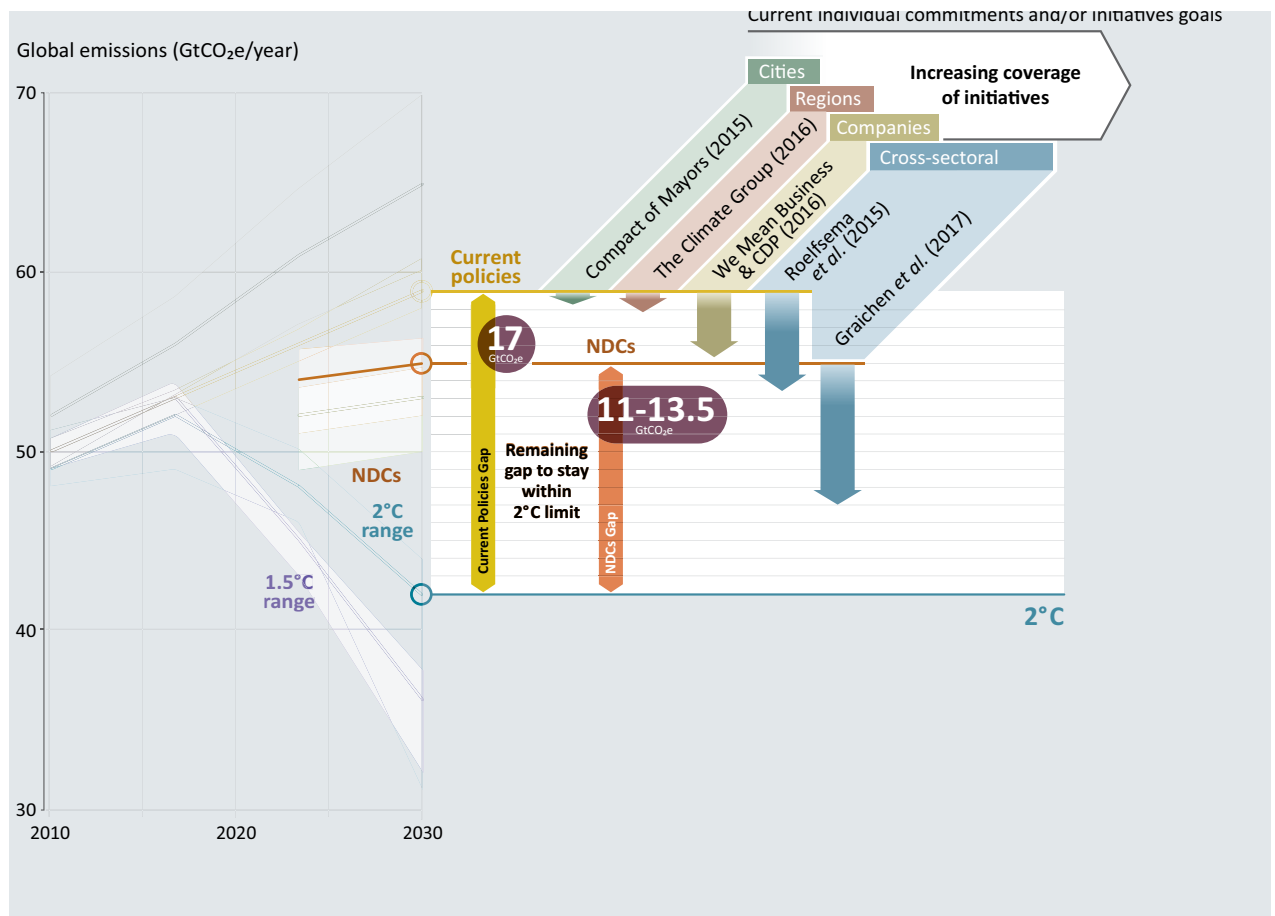 Current individual commitments and/or initiatives goals
Global emissions (GtCO₂e/year)
Increasing coverage
of initiatives
Cities
Regions
Companies
Cross-sectoral
Compact of Mayors (2015)
The Climate Group (2016)
We Mean Business
& CDP (2016)
Roelfsema
et al. (2015)
Graichen et al. (2017)
70
60
50
40
30
2010
2020
2030
Current
policies
17
GtCO₂e
NDCs
11-13.5
GtCO₂e
Current Policies Gap
Remaining
gap to stay
within
2°C limit
NDCs Gap
NDCs
2°C
range
1.5°C
range
2°C